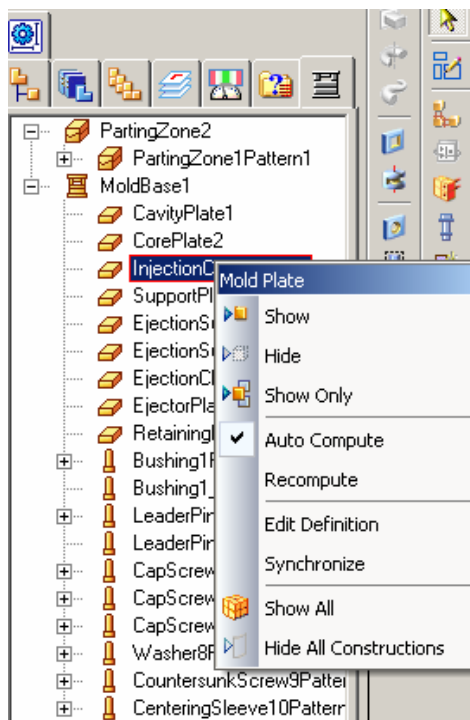 PartingZone2
PartingZone1Pattern1
MoldBase1
CavityPlate1
CorePlate2
InjectionC
Mold Plate
SupportPl
Show
EjectionS
Hide
EjectionS
EjectionCl
Show Only
EjectorPla
Retaining
Auto Compute
Bushing1F
Recompute
Bushing1_
LeaderPin
Edit Definition
LeaderPin
Synchronize
CapScrew
CapScrew
Show All
CapScrew
Washer8F
Hide All Constructions
CountersunkScrew9Patter
CenteringSleeve10Pattern